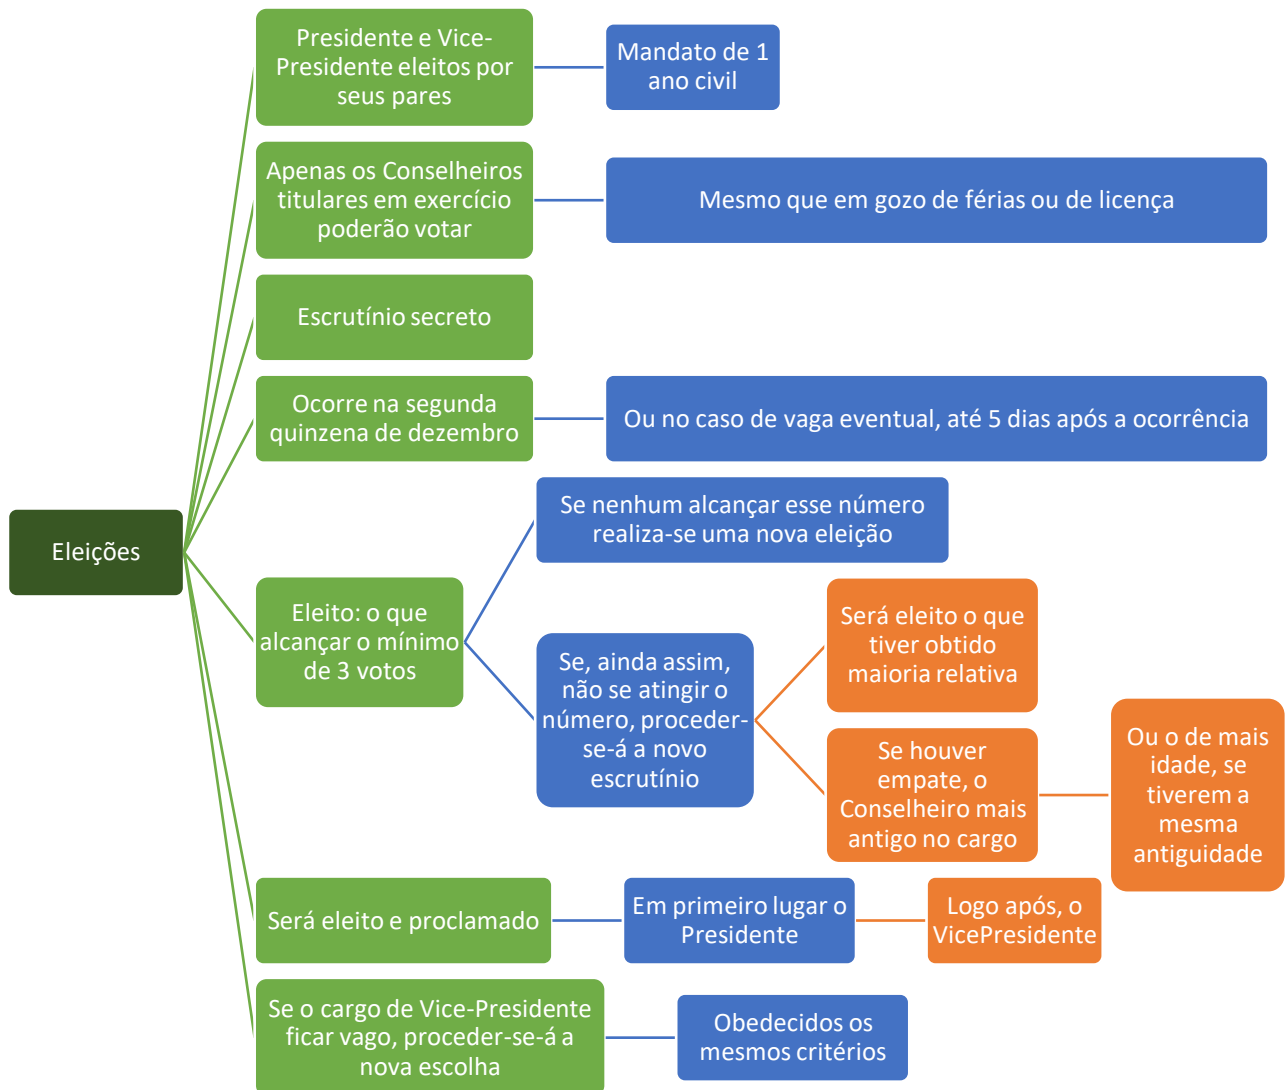 Presidente e Vice-
Presidente eleitos por
seus pares
Mandato de 1
ano civil
Apenas os Conselheiros
titulares em exercício
poderão votar
Mesmo que em gozo de férias ou de licença
Escrutínio secreto
Ocorre na segunda
quinzena de dezembro
Ou no caso de vaga eventual, até 5 dias após a ocorrência
Eleições
Eleito: o que
alcançar o mínimo
de 3 votos
Se nenhum alcançar esse número
realiza-se uma nova eleição
Se, ainda assim,
não se atingir o
número, proceder-
se-á a novo
escrutínio
Será eleito o que
tiver obtido
maioria relativa
Se houver
empate, o
Conselheiro mais
antigo no cargo
Ou o de mais
idade, se
tiverem a
mesma
antiguidade
Será eleito e proclamado
Em primeiro lugar o
Presidente
Logo após, o
VicePresidente
Se o cargo de Vice-Presidente
ficar vago, proceder-se-á a
nova escolha
Obedecidos os
mesmos critérios